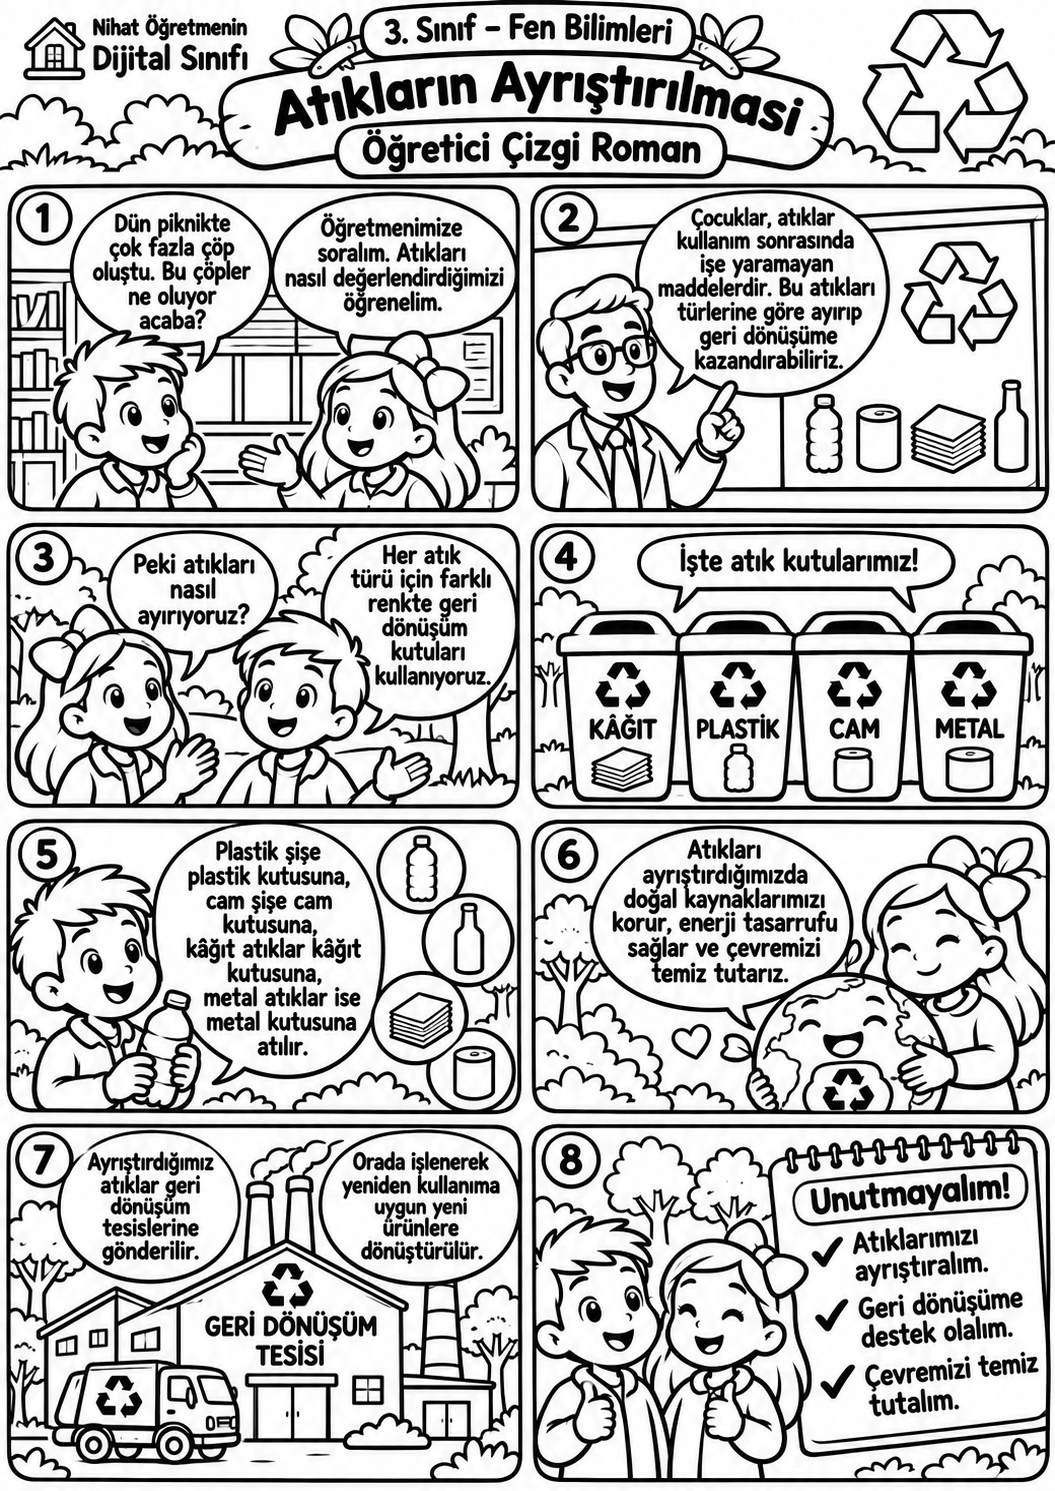 Nihat Öğretmenin
Dijital Sınıfı
3. Sınıf – Fen Bilimleri
Atıkların Ayrıştırılması
Öğretici Çizgi Roman
1
Dün piknikte
çok fazla çöp
oluştu. Bu çöpler
ne oluyor
acaba?
Öğretmenimize
soralım. Atıkları
nasıl değerlendirdiğimizi
öğrenelim.
2
Çocuklar, atıklar
kullanım sonrasında
işe yaramayan
maddelerdir. Bu atıkları
türlerine göre ayırıp
geri dönüşüme
kazandırabiliriz.
3
Peki atıkları
nasıl
ayırıyoruz?
Her atık
türü için farklı
renkte geri
dönüşüm
kutuları
kullanıyoruz.
4
İşte atık kutularımız!
KÂĞIT
PLASTİK
CAM
METAL
5
Plastik şişe
plastik kutusuna,
cam şişe cam
kutusuna,
kâğıt atıklar kâğıt
kutusuna,
metal atıklar ise
metal kutusuna
atılır.
6
Atıkları
ayrıştırdığımızda
doğal kaynaklarımızı
korur, enerji tasarrufu
sağlar ve çevremizi
temiz tutarız.
7
Ayrıştırdığımız
atıklar geri
dönüşüm
tesislerine
gönderilir.
Orada işlenerek
yeniden kullanıma
uygun yeni
ürünlere
dönüştürülür.
GERİ DÖNÜŞÜM
TESİSİ
8
Unutmayalım!
Atıklarımızı
ayrıştıralım.
Geri dönüşüme
destek olalım.
Çevremizi temiz
tutalım.